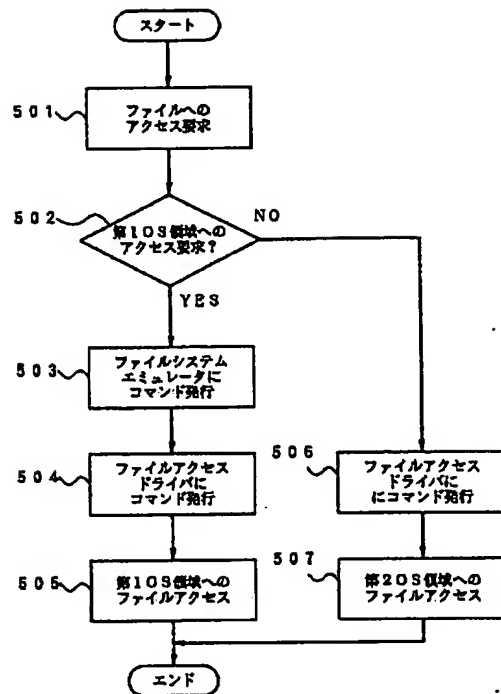 スタート
501
ファイルへの
アクセス要求
502
第1OS領域への
アクセス要求?
NO
YES
503
ファイルシステム
エミュレータに
コマンド発行
504
ファイルアクセス
ドライバに
コマンド発行
505
第1OS領域への
ファイルアクセス
506
ファイルアクセス
ドライバに
にコマンド発行
507
第2OS領域への
ファイルアクセス
エンド